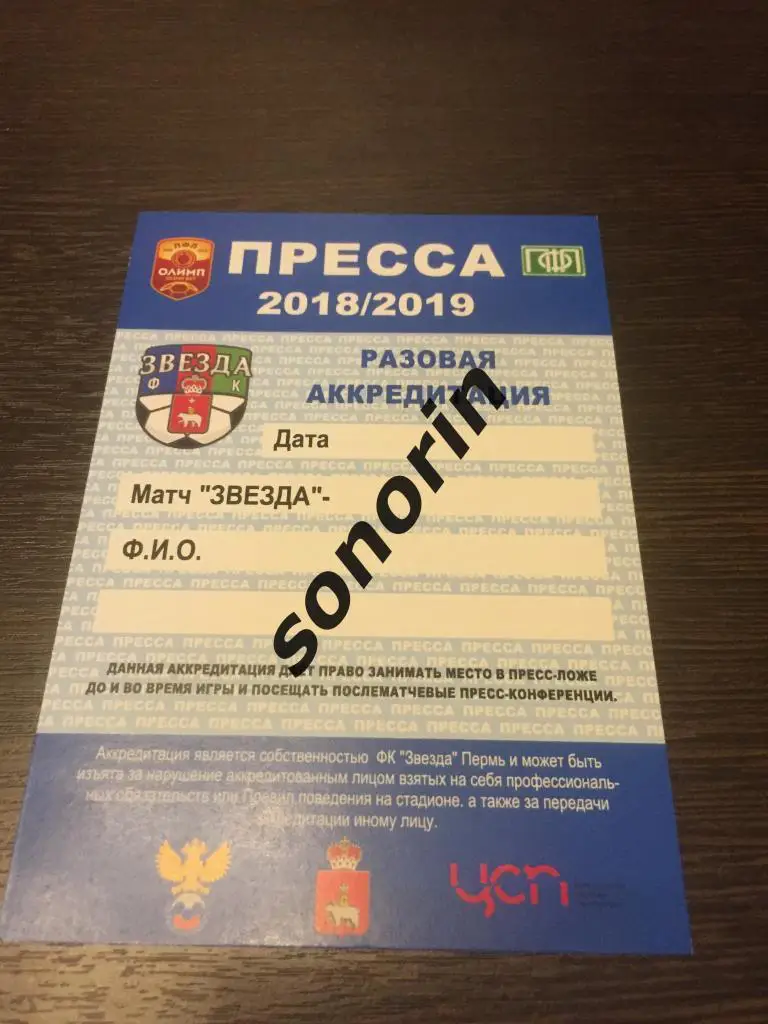 ПФЛ
ОЛИМП
ПРЕССА
ПФЛ
2018/2019
ЗВЕЗДА
Ф К
РАЗОВАЯ
АККРЕДИТАЦИЯ
Дата
Матч "ЗВЕЗДА"-
Ф.И.О.
sonorin
ДАННАЯ АККРЕДИТАЦИЯ ДАЕТ ПРАВО ЗАНИМАТЬ МЕСТО В ПРЕСС-ЛОЖЕ
ДО И ВО ВРЕМЯ ИГРЫ И ПОСЕЩАТЬ ПОСЛЕМАТЧЕВЫЕ ПРЕСС-КОНФЕРЕНЦИИ.
Аккредитация является собственностью ФК "Звезда" Пермь и может быть
изъята за нарушение аккредитованным лицом взятых на себя профессиональ-
ных обязательств или Правил поведения на стадионе, а также за передачи
аккредитации иному лицу.
цсп